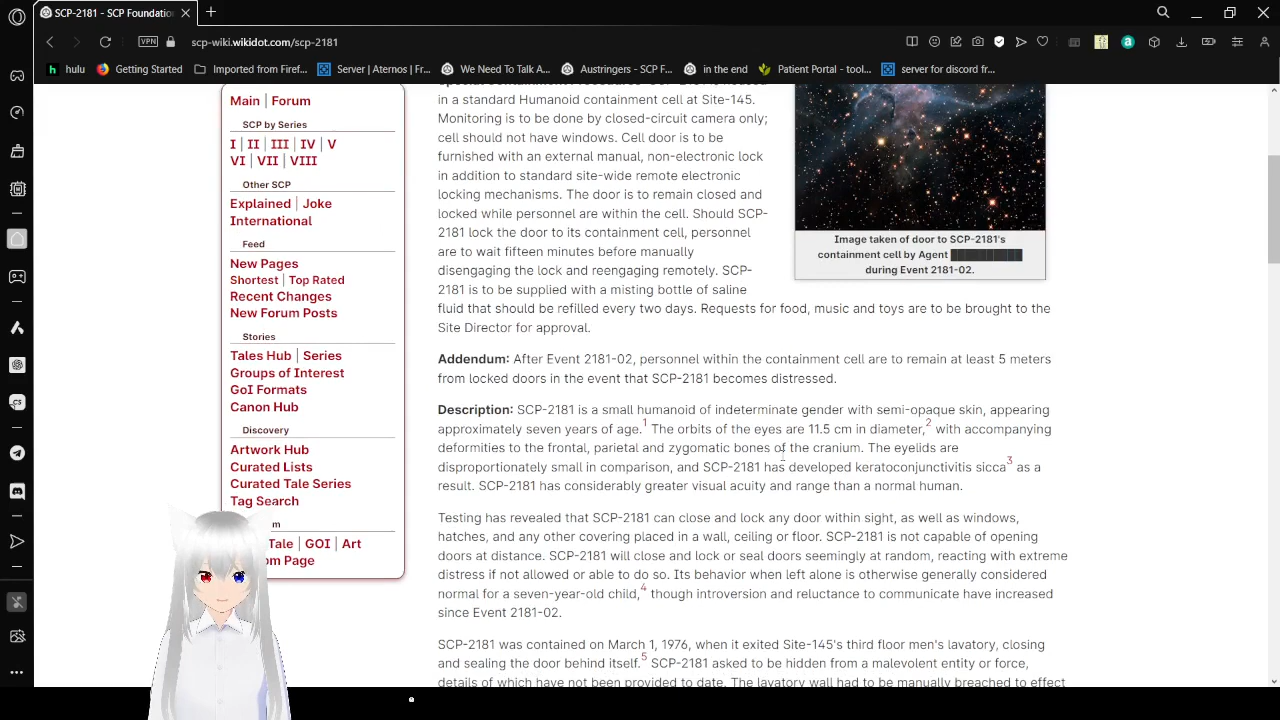 SCP-2181 - SCP Foundation
scp-wiki.wikidot.com/scp-2181
VPN
hulu
Getting Started
Imported from Firef...
Server | Aternos | Fr...
We Need To Talk A...
Austringers - SCP F...
in the end
Patient Portal - tool...
server for discord fr...
Main | Forum
SCP by Series
I | II | III | IV | V
VI | VII | VIII
Other SCP
Explained | Joke
International
Feed
New Pages
Shortest | Top Rated
Recent Changes
New Forum Posts
Stories
Tales Hub | Series
Groups of Interest
GoI Formats
Canon Hub
Discovery
Artwork Hub
Curated Lists
Curated Tale Series
Tag Search
Tale | GOI | Art
Page
in a standard Humanoid containment cell at Site-145.
Monitoring is to be done by closed-circuit camera only;
cell should not have windows. Cell door is to be
furnished with an external manual, non-electronic lock
in addition to standard site-wide remote electronic
locking mechanisms. The door is to remain closed and
locked while personnel are within the cell. Should SCP-
2181 lock the door to its containment cell, personnel
are to wait fifteen minutes before manually
disengaging the lock and reengaging remotely. SCP-
2181 is to be supplied with a misting bottle of saline
fluid that should be refilled every two days. Requests for food, music and toys are to be brought to the
Site Director for approval.
Image taken of door to SCP-2181's
containment cell by Agent ██████████
during Event 2181-02.
Addendum: After Event 2181-02, personnel within the containment cell are to remain at least 5 meters
from locked doors in the event that SCP-2181 becomes distressed.
Description: SCP-2181 is a small humanoid of indeterminate gender with semi-opaque skin, appearing
approximately seven years of age.1 The orbits of the eyes are 11.5 cm in diameter,2 with accompanying
deformities to the frontal, parietal and zygomatic bones of the cranium. The eyelids are
disproportionately small in comparison, and SCP-2181 has developed keratoconjunctivitis sicca3 as a
result. SCP-2181 has considerably greater visual acuity and range than a normal human.
Testing has revealed that SCP-2181 can close and lock any door within sight, as well as windows,
hatches, and any other covering placed in a wall, ceiling or floor. SCP-2181 is not capable of opening
doors at distance. SCP-2181 will close and lock or seal doors seemingly at random, reacting with extreme
distress if not allowed or able to do so. Its behavior when left alone is otherwise generally considered
normal for a seven-year-old child,4 though introversion and reluctance to communicate have increased
since Event 2181-02.
SCP-2181 was contained on March 1, 1976, when it exited Site-145's third floor men's lavatory, closing
and sealing the door behind itself.5 SCP-2181 asked to be hidden from a malevolent entity or force,
details of which have not been provided to date. The lavatory wall had to be manually breached to effect